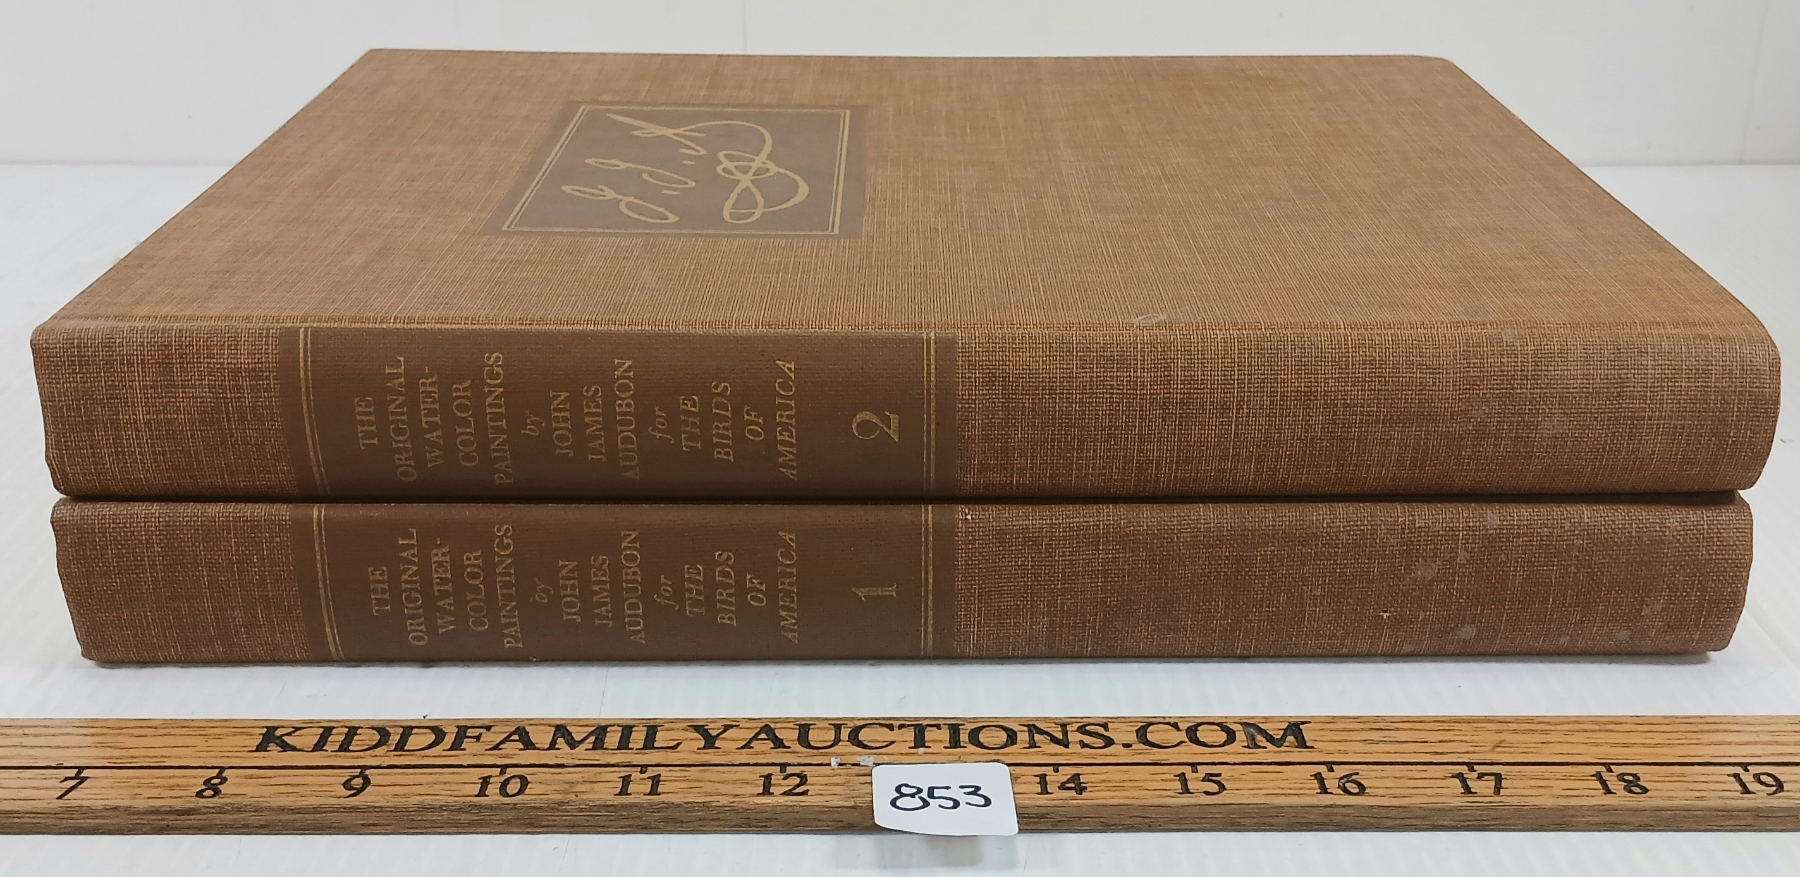 J.J.A
THE
ORIGINAL
WATER-
COLOR
PAINTINGS
by
JOHN
JAMES
AUDUBON
for
THE
BIRDS
OF
AMERICA
2
THE
ORIGINAL
WATER-
COLOR
PAINTINGS
by
JOHN
JAMES
AUDUBON
for
THE
BIRDS
OF
AMERICA
1
KIDDFAMILYAUCTIONS.COM
7 8 9 10 11 12 14 15 16 17 18 19
853